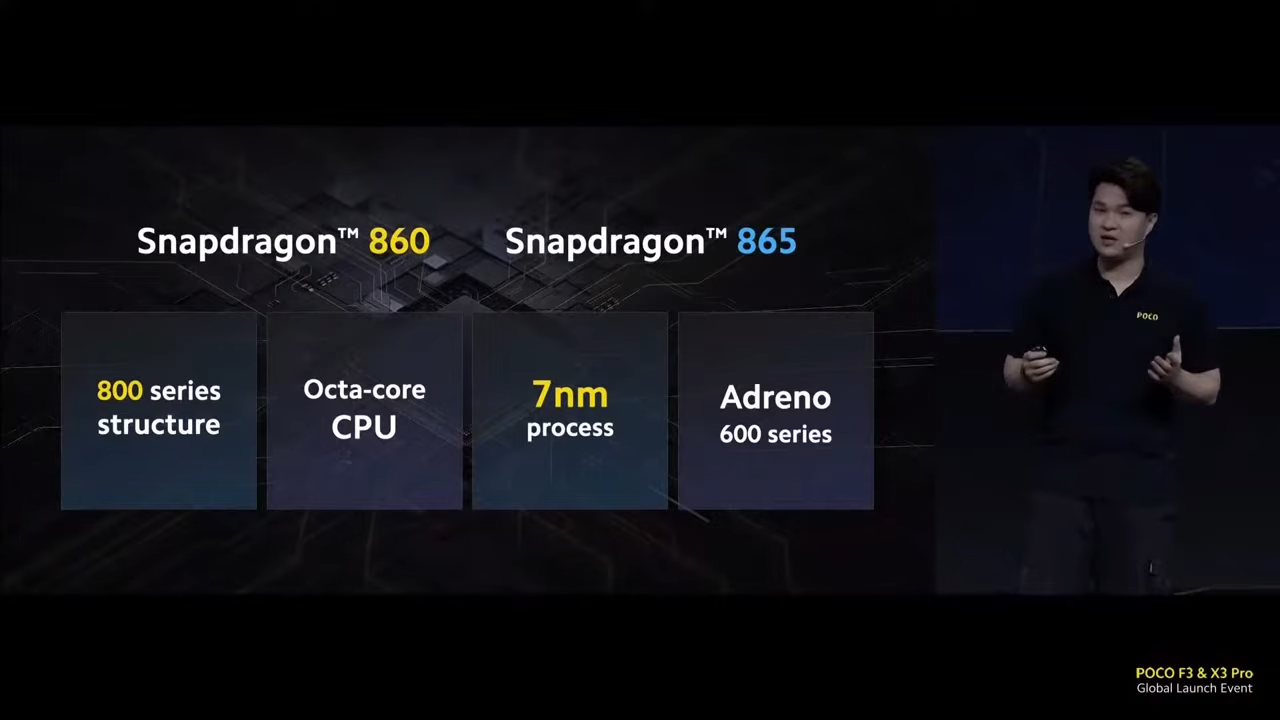 Snapdragon™ 860
Snapdragon™ 865
800 series
structure
Octa-core
CPU
7nm
process
Adreno
600 series
POCO
POCO F3 & X3 Pro
Global Launch Event